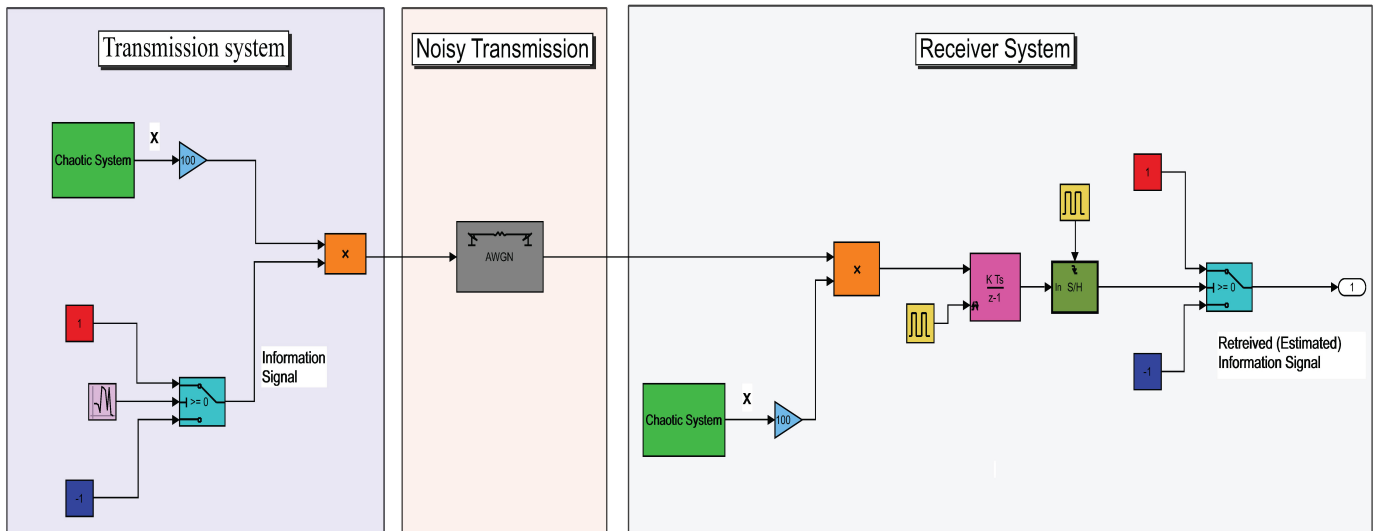 Transmission system
Noisy Transmission
Receiver System
Chaotic System
X
100
x
1
>= 0
-1
Information
Signal
AWGN
x
Chaotic System
X
100
K Ts
z-1
In S/H
1
>= 0
-1
1
Retreived (Estimated)
Information Signal